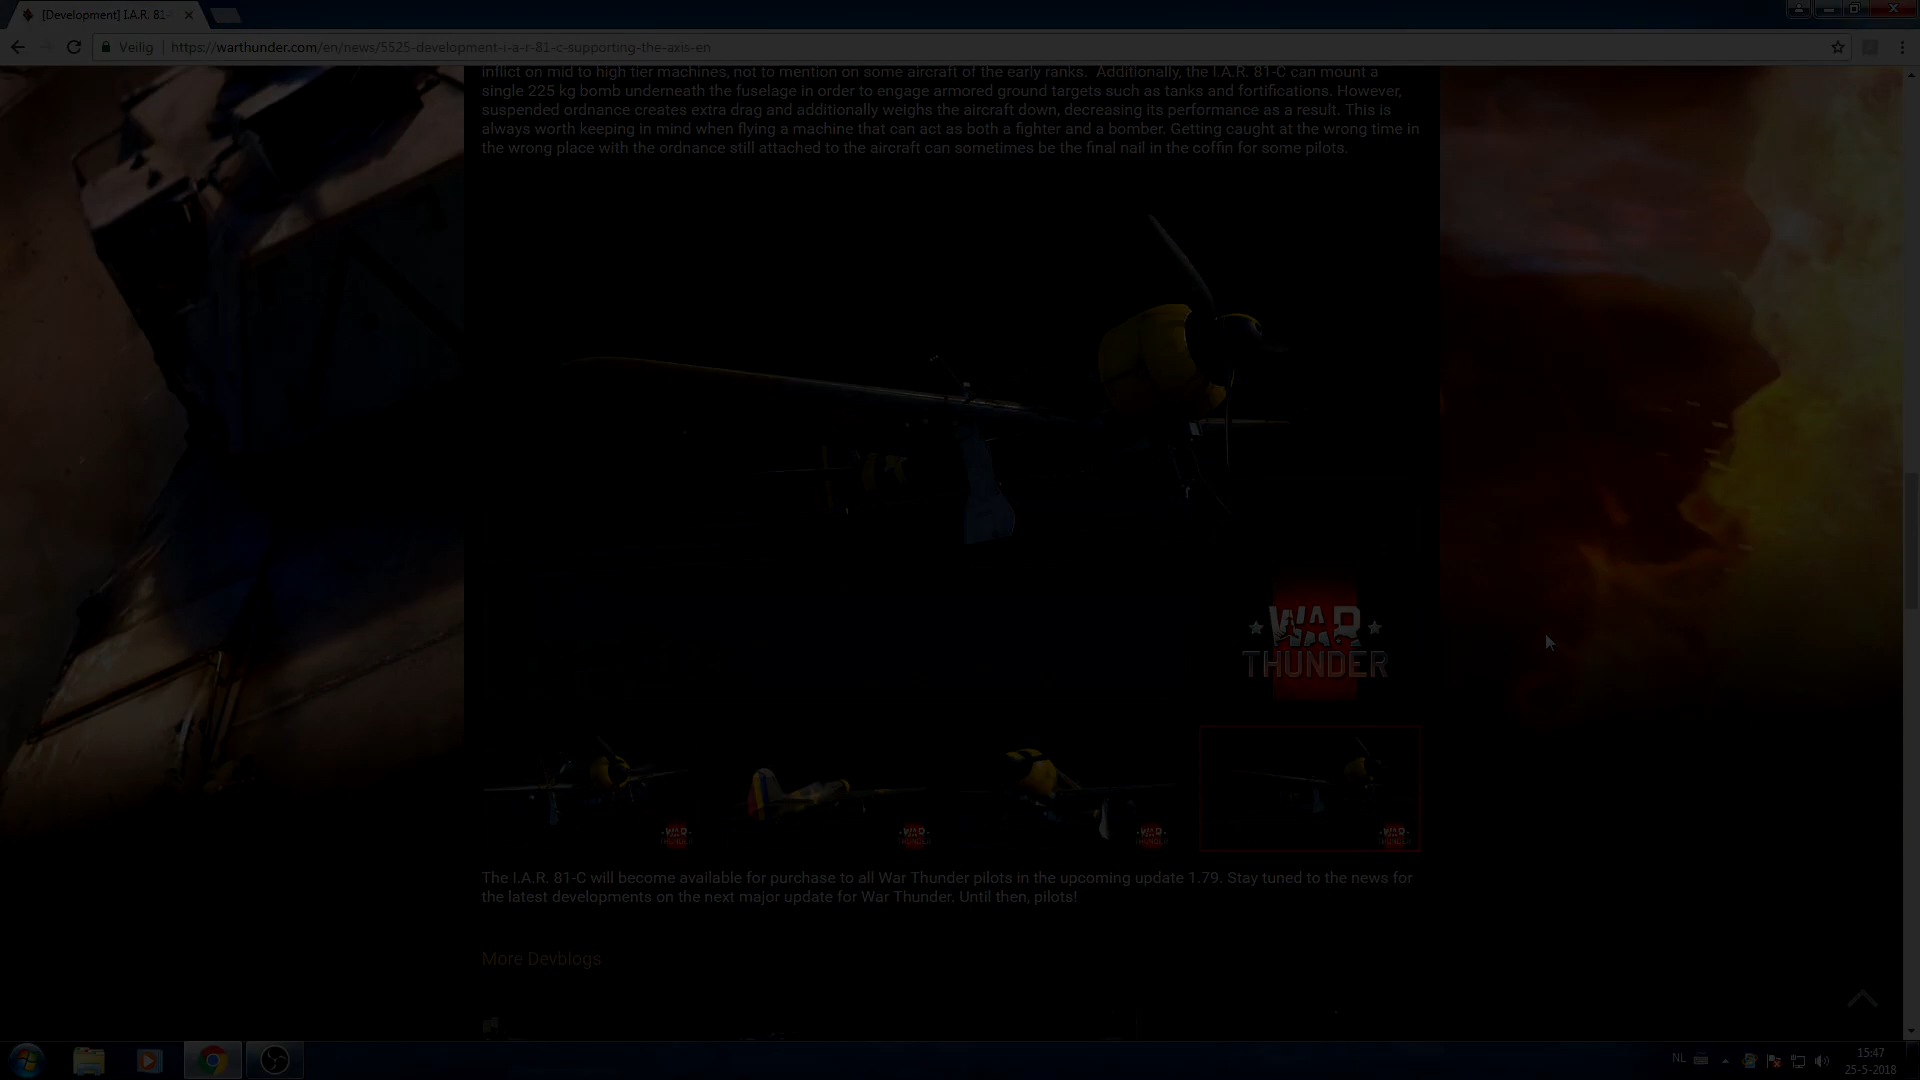 [Development] I.A.R. 81-
Veilig
https://warthunder.com/en/news/5525-development-i-a-r-81-c-supporting-the-axis-en
inflict on mid to high tier machines, not to mention on some aircraft of the early ranks. Additionally, the I.A.R. 81-C can mount a
single 225 kg bomb underneath the fuselage in order to engage armored ground targets such as tanks and fortifications. However,
suspended ordnance creates extra drag and additionally weighs the aircraft down, decreasing its performance as a result. This is
always worth keeping in mind when flying a machine that can act as both a fighter and a bomber. Getting caught at the wrong time in
the wrong place with the ordnance still attached to the aircraft can sometimes be the final nail in the coffin for some pilots.
WAR
THUNDER
WAR
THUNDER
WAR
THUNDER
WAR
THUNDER
WAR
THUNDER
The I.A.R. 81-C will become available for purchase to all War Thunder pilots in the upcoming update 1.79. Stay tuned to the news for
the latest developments on the next major update for War Thunder. Until then, pilots!
More Devblogs
NL
15:47
25-5-2018